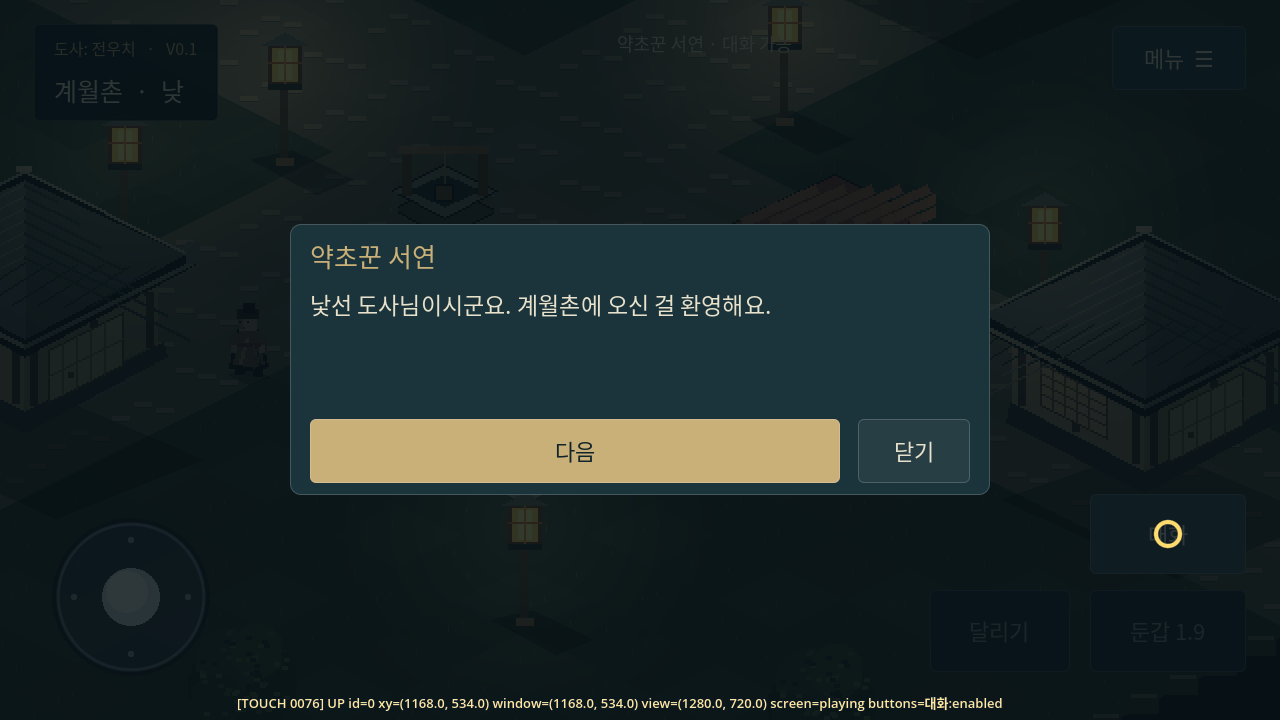 도사: 전우치 · V0.1
계월촌 · 낮
약초꾼 서연 · 대화 가능
메뉴 ☰
약초꾼 서연
낯선 도사님이시군요. 계월촌에 오신 걸 환영해요.
다음
닫기
대화
달리기
둔갑 1.9
[TOUCH 0076] UP id=0 xy=(1168.0, 534.0) window=(1168.0, 534.0) view=(1280.0, 720.0) screen=playing buttons=대화:enabled